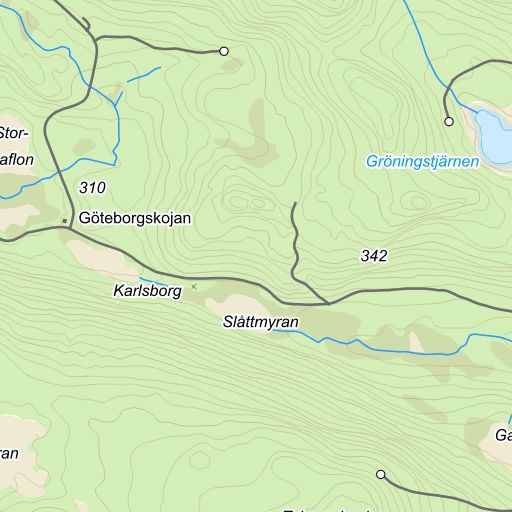 Stor-
aflon
Gröningstjärnen
310
Göteborgskojan
342
Karlsborg
Slåttmyran
Ga
ran